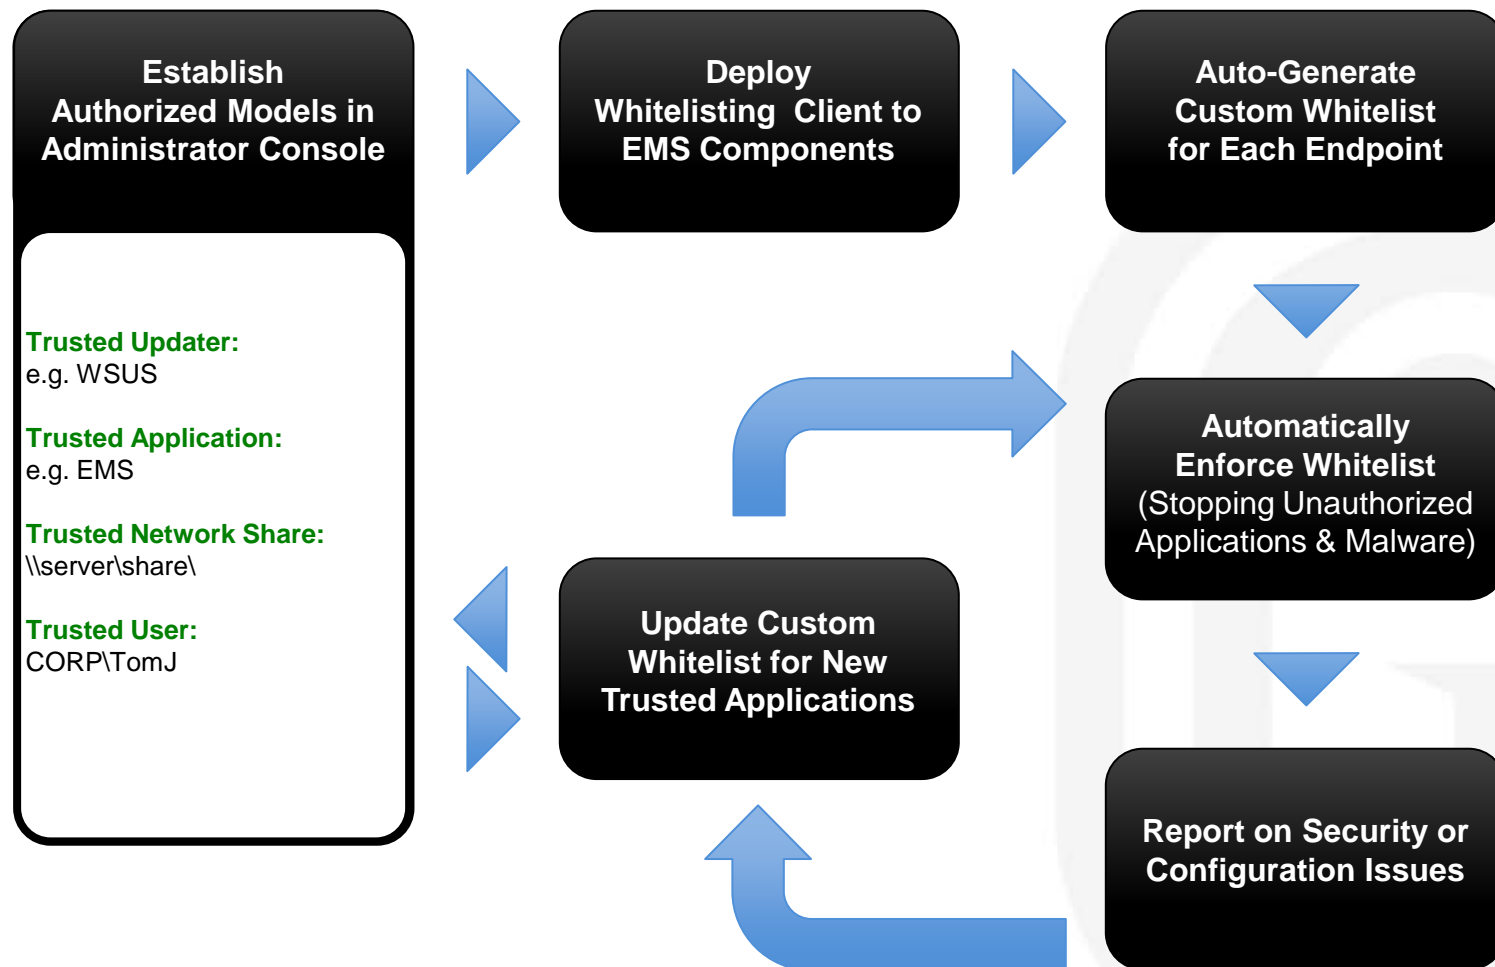 Establish
Authorized Models in
Administrator Console
Deploy
Whitelisting  Client to
EMS Components
Auto-Generate
Custom Whitelist
for Each Endpoint
Trusted Updater:
e.g. WSUS
Trusted Application:
e.g. EMS
Trusted Network Share:
\\server\share\
Trusted User:
CORP\TomJ
Automatically
Enforce Whitelist
(Stopping Unauthorized
Applications & Malware)
Update Custom
Whitelist for New
Trusted Applications
Report on Security or
Configuration Issues